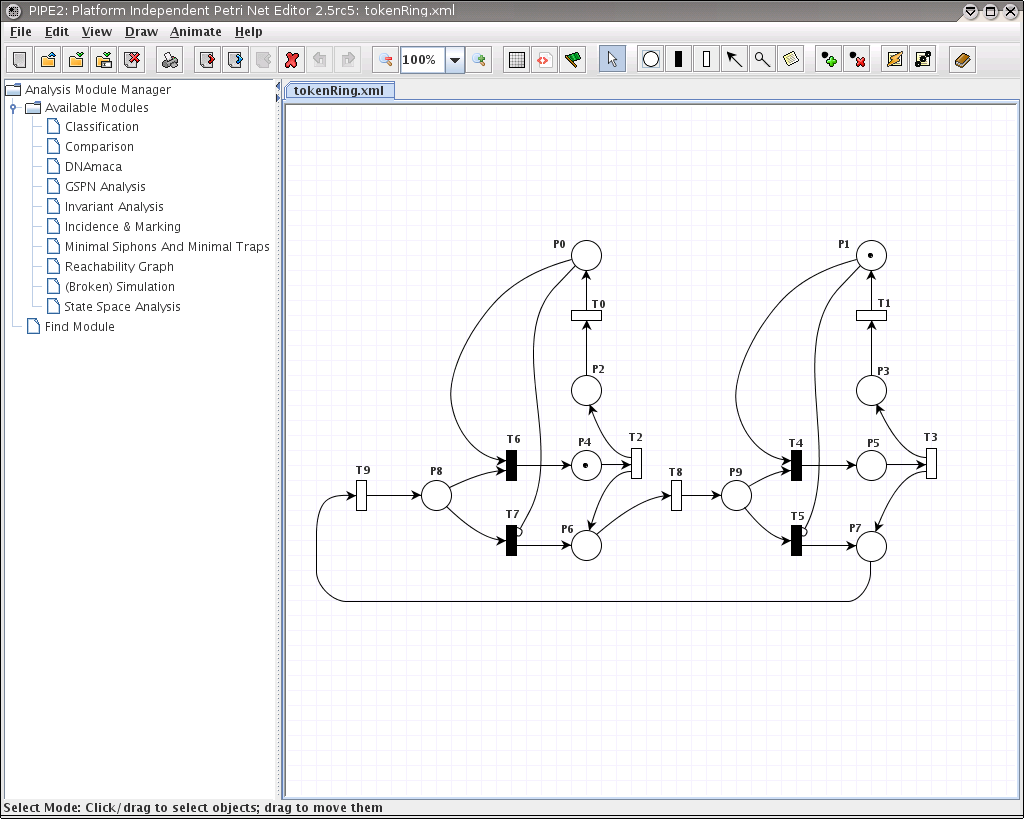 PIPE2: Platform Independent Petri Net Editor 2.5rc5: tokenRing.xml
File Edit View Draw Animate Help
100%
Analysis Module Manager
Available Modules
Classification
Comparison
DNAmaca
GSPN Analysis
Invariant Analysis
Incidence & Marking
Minimal Siphons And Minimal Traps
Reachability Graph
(Broken) Simulation
State Space Analysis
Find Module
tokenRing.xml
P0 P1
T0 T1
P2 P3
T6 P4 T2 T4 P5 T3
T9 P8 T8 P9
T7 P6 T5 P7
Select Mode: Click/drag to select objects; drag to move them